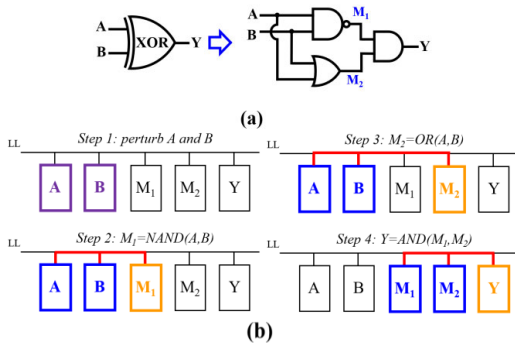 A
B
XOR
Y
A
B
M₁
M₂
Y
(a)
LL
Step 1: perturb A and B
A B M₁ M₂ Y
Step 3: M₂=OR(A,B)
A B M₁ M₂ Y
LL
Step 2: M₁=NAND(A,B)
A B M₁ M₂ Y
LL
Step 4: Y=AND(M₁,M₂)
A B M₁ M₂ Y
LL
(b)